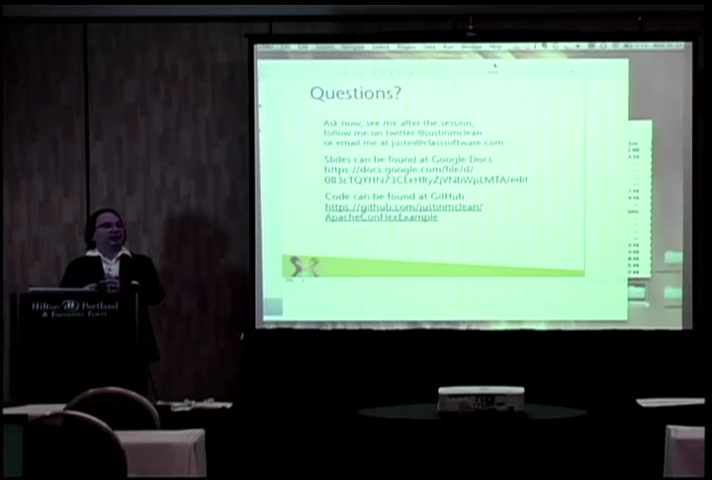 Questions?
Ask now, see me after the session,
follow me on twitter @justinmclean
or email me at justin@classsoftware.com
Slides can be found at Google Docs
https://docs.google.com/file/d/
Code can be found at GitHub
https://github.com/justinmclean/
ApacheConFlexExample
Hilton Portland
& Executive Tower